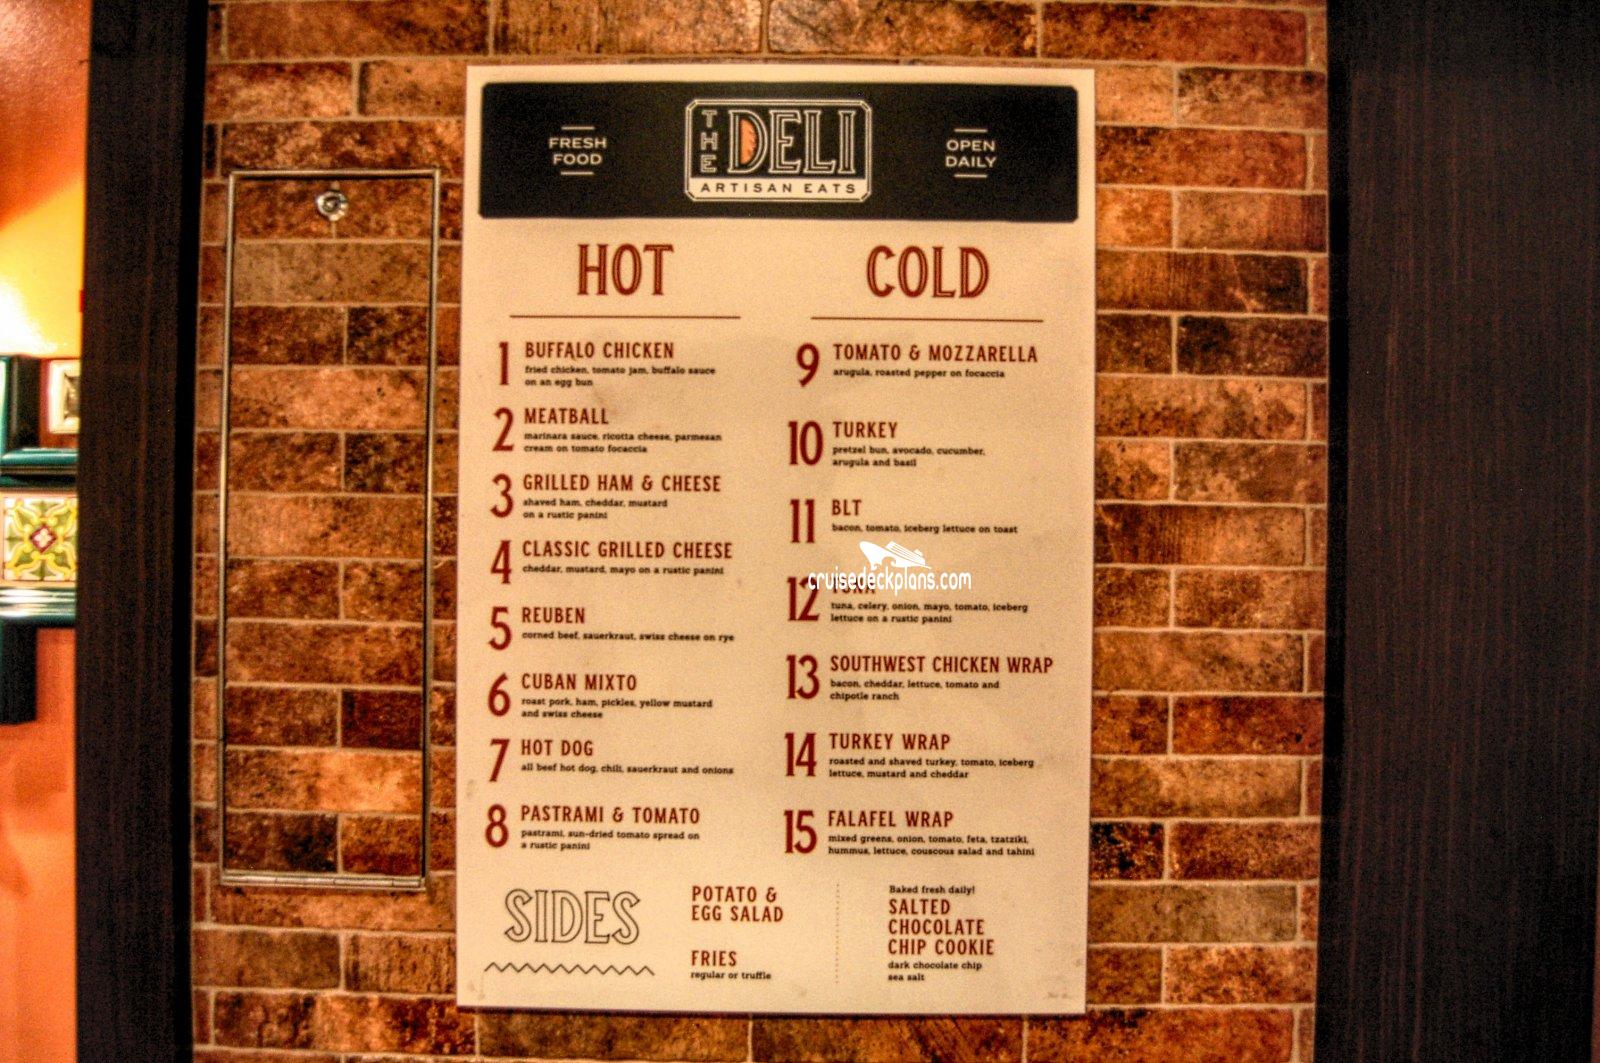 FRESH
FOOD
THE DELI
ARTISAN EATS
OPEN
DAILY
HOT
1 BUFFALO CHICKEN
fried chicken, tomato jam, buffalo sauce
on an egg bun
2 MEATBALL
marinara sauce, ricotta cheese, parmesan
cream on tomato focaccia
3 GRILLED HAM & CHEESE
shaved ham, cheddar, mustard
on a rustic panini
4 CLASSIC GRILLED CHEESE
cheddar, mustard, mayo on a rustic panini
5 REUBEN
corned beef, sauerkraut, swiss cheese on rye
6 CUBAN MIXTO
roast pork, ham, pickles, yellow mustard
and swiss cheese
7 HOT DOG
all beef hot dog, chili, sauerkraut and onions
8 PASTRAMI & TOMATO
pastrami, sun-dried tomato spread on
a rustic panini
COLD
9 TOMATO & MOZZARELLA
arugula, roasted pepper on focaccia
10 TURKEY
pretzel bun, avocado, cucumber,
arugula and basil
11 BLT
bacon, tomato, iceberg lettuce on toast
cruisedeckplans.com
12
tuna, celery, onion, mayo, tomato, iceberg
lettuce on a rustic panini
13 SOUTHWEST CHICKEN WRAP
bacon, cheddar, lettuce, tomato and
chipotle ranch
14 TURKEY WRAP
roasted and shaved turkey, tomato, iceberg
lettuce, mustard and cheddar
15 FALAFEL WRAP
mixed greens, onion, tomato, feta, tzatziki,
hummus, lettuce, couscous salad and tahini
SIDES
POTATO &
EGG SALAD
FRIES
regular or truffle
Baked fresh daily!
SALTED
CHOCOLATE
CHIP COOKIE
dark chocolate chip
sea salt